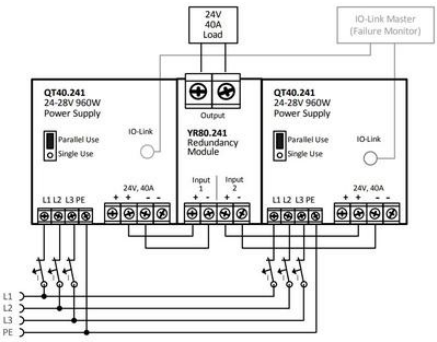 24V
40A
Load
IO-Link Master
(Failure Monitor)
QT40.241
24-28V 960W
Power Supply
Parallel Use
Single Use
IO-Link
L1 L2 L3 PE
24V, 40A
+ + - -
Output
YR80.241
Redundancy
Module
Input
1
Input
2
+ - + -
QT40.241
24-28V 960W
Power Supply
Parallel Use
Single Use
IO-Link
L1 L2 L3 PE
24V, 40A
+ + - -
L1
L2
L3
PE